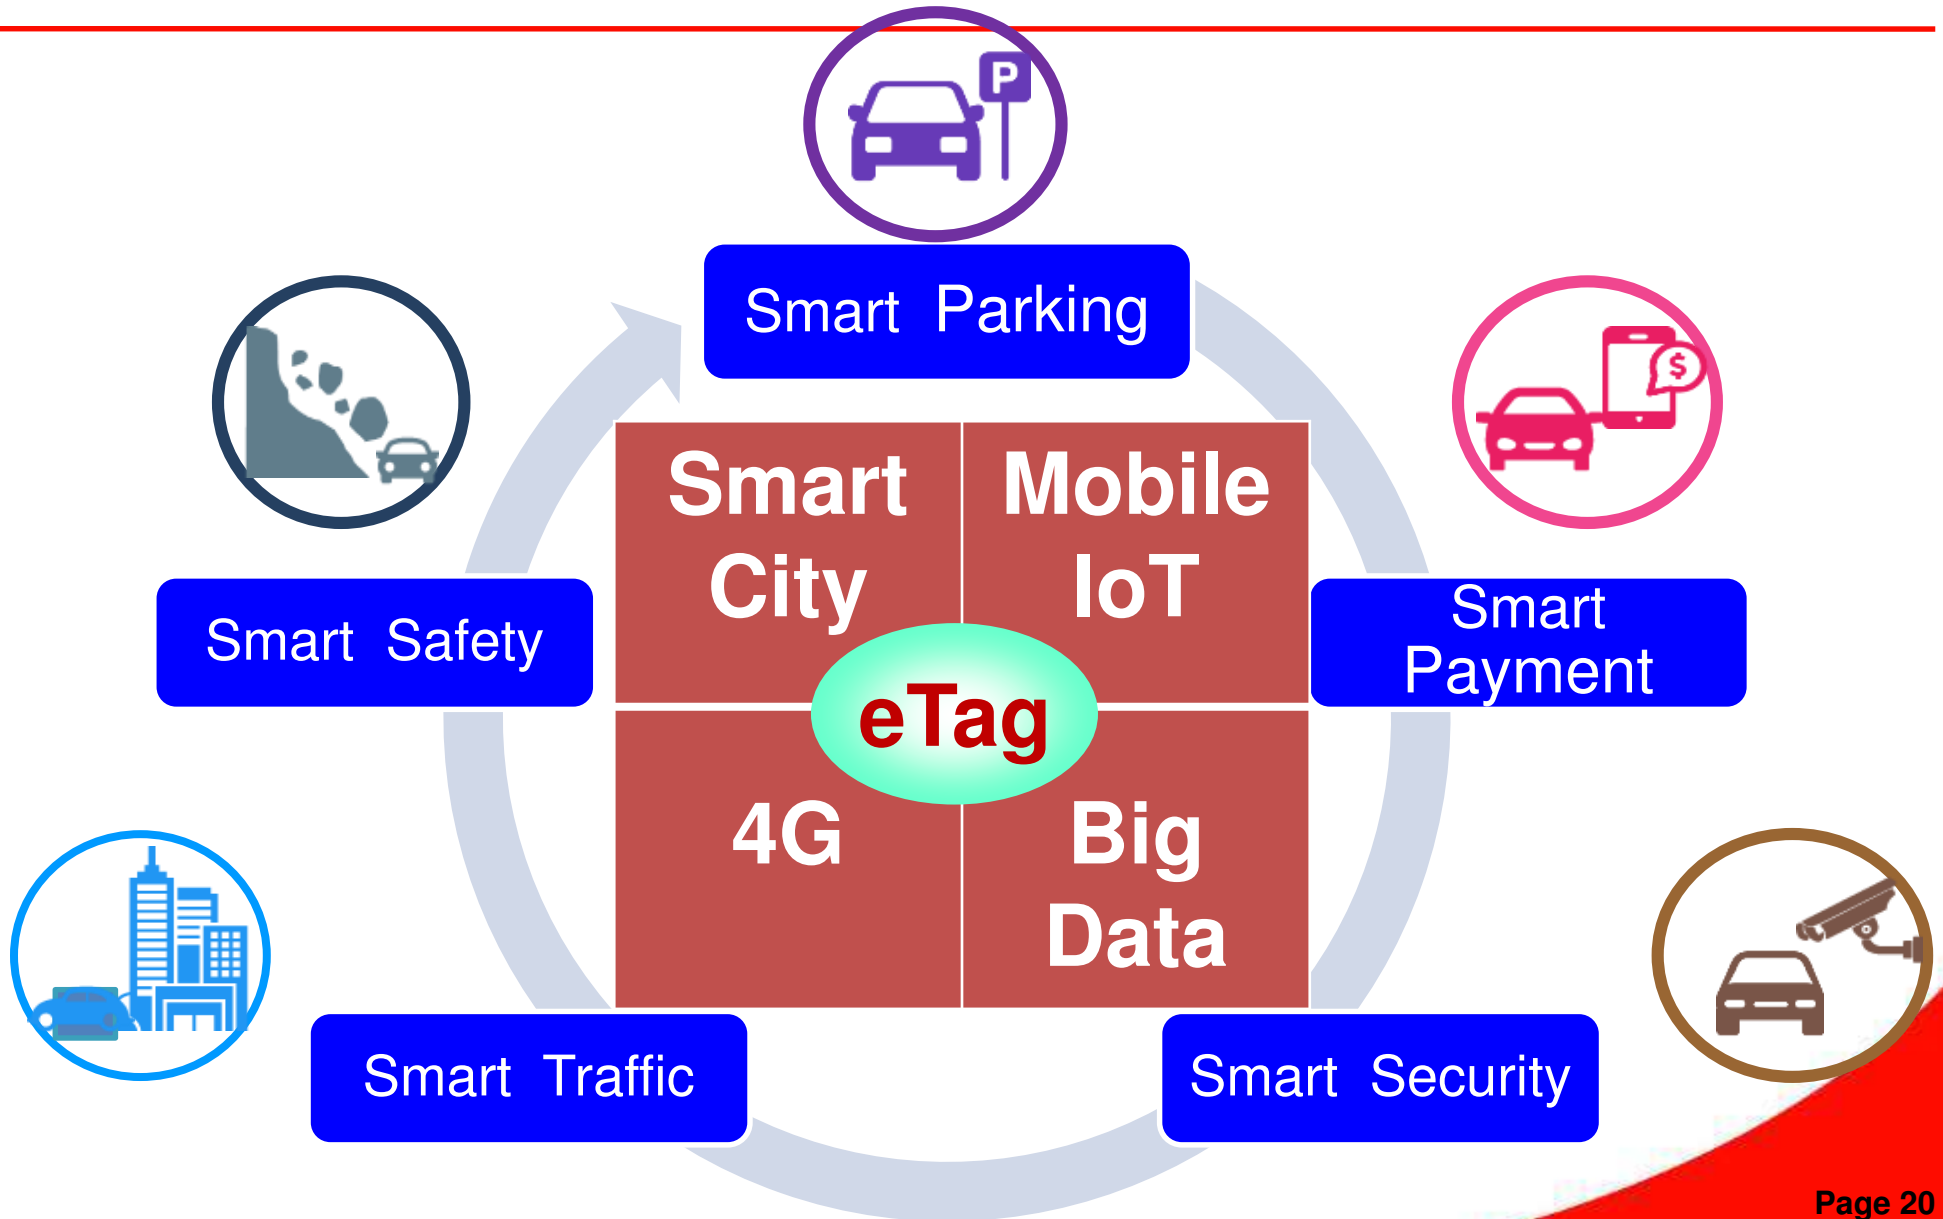 P
Smart Parking
$
Smart
City
Mobile
IoT
Smart Safety
Smart
Payment
eTag
4G
Big
Data
Smart Traffic
Smart Security
Page 20